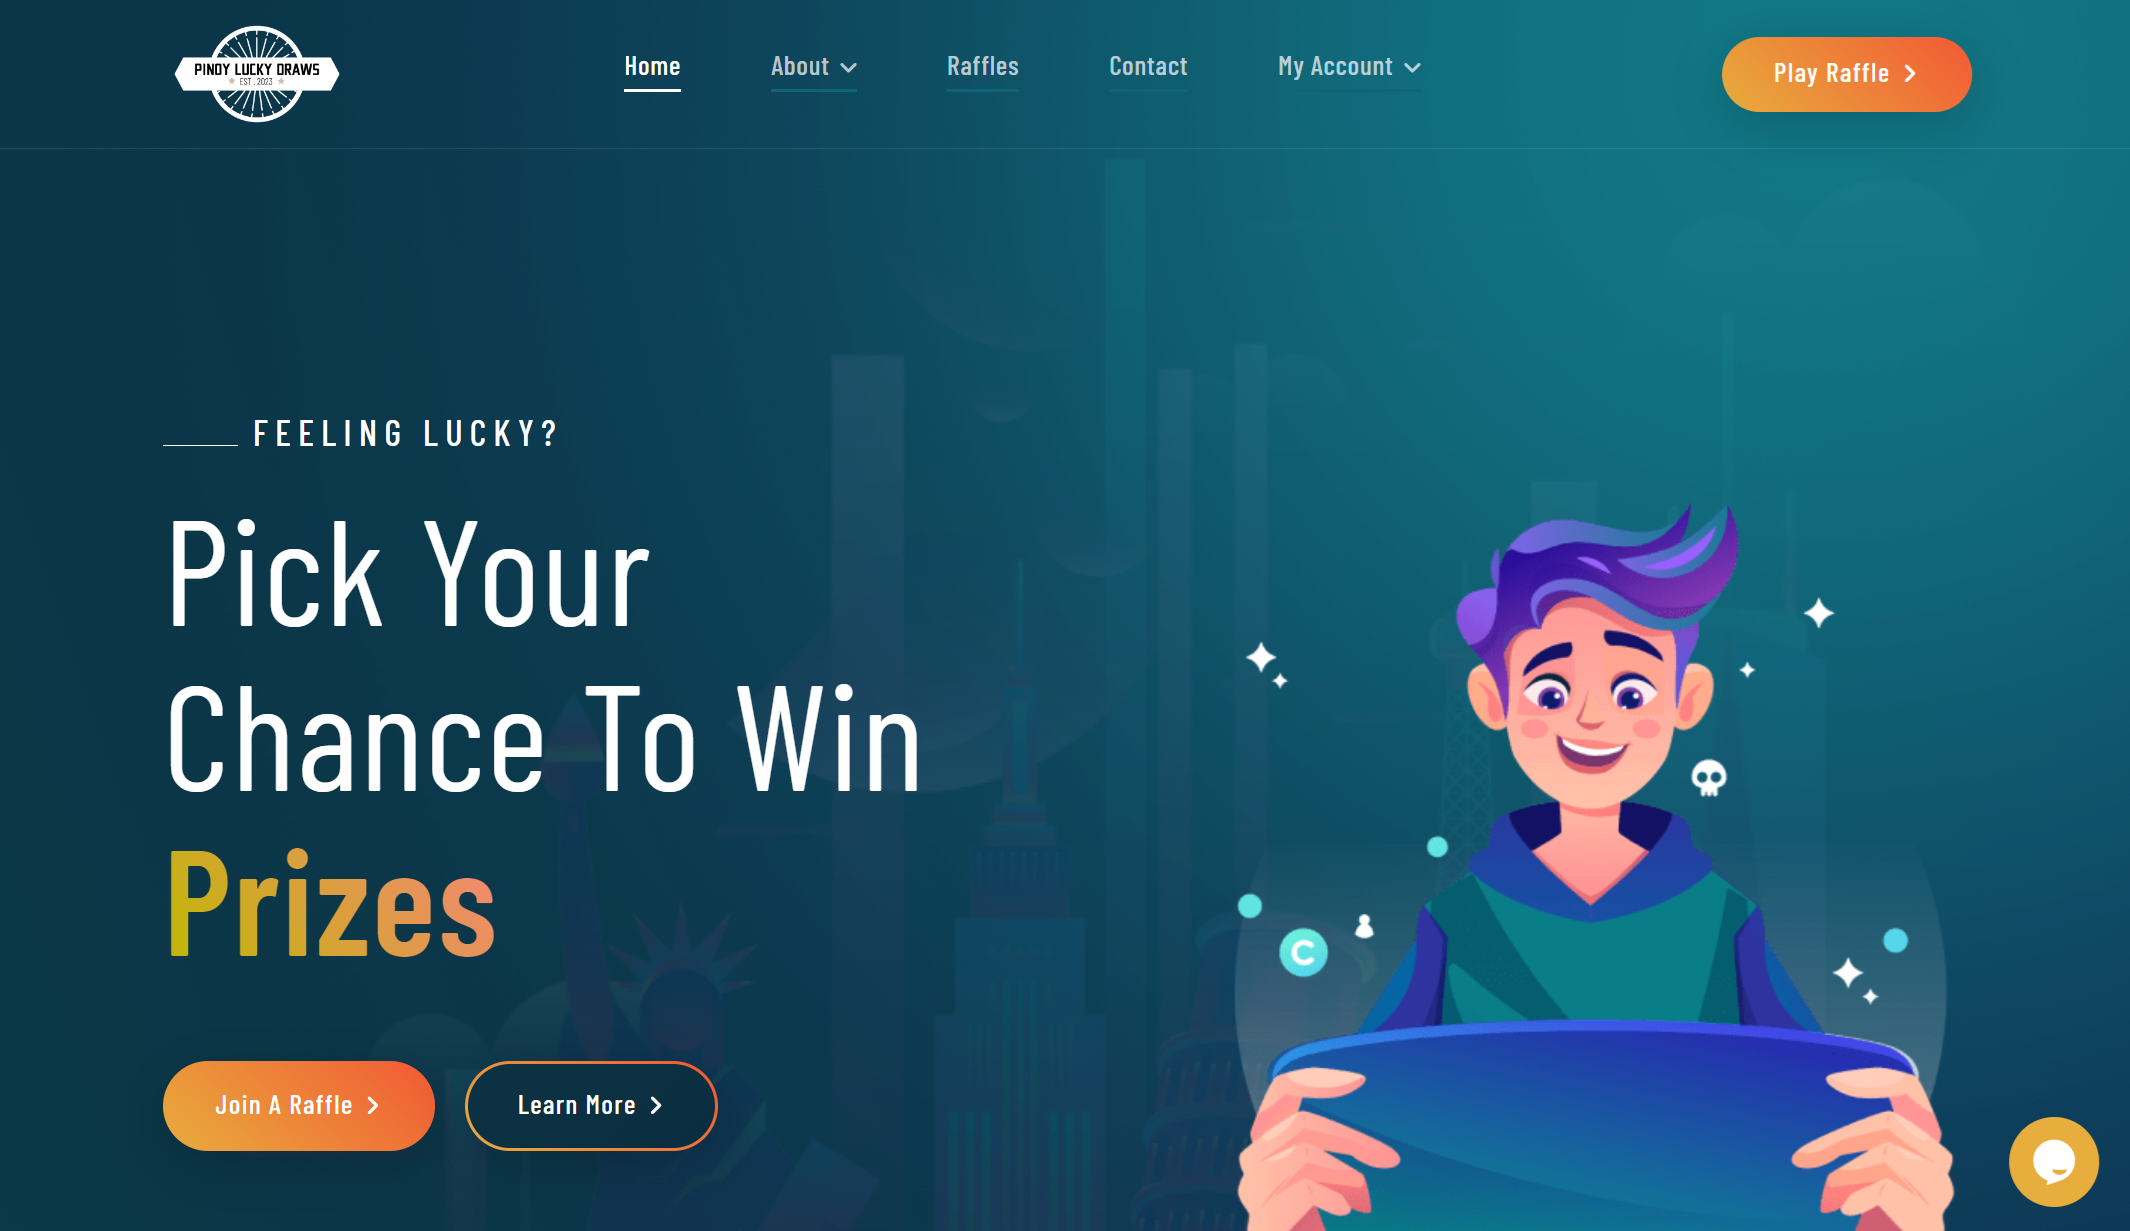 PINOY LUCKY DRAWS
EST . 2023
Home
About
Raffles
Contact
My Account
Play Raffle
FEELING LUCKY?
Pick Your
Chance To Win
Prizes
Join A Raffle
Learn More
C